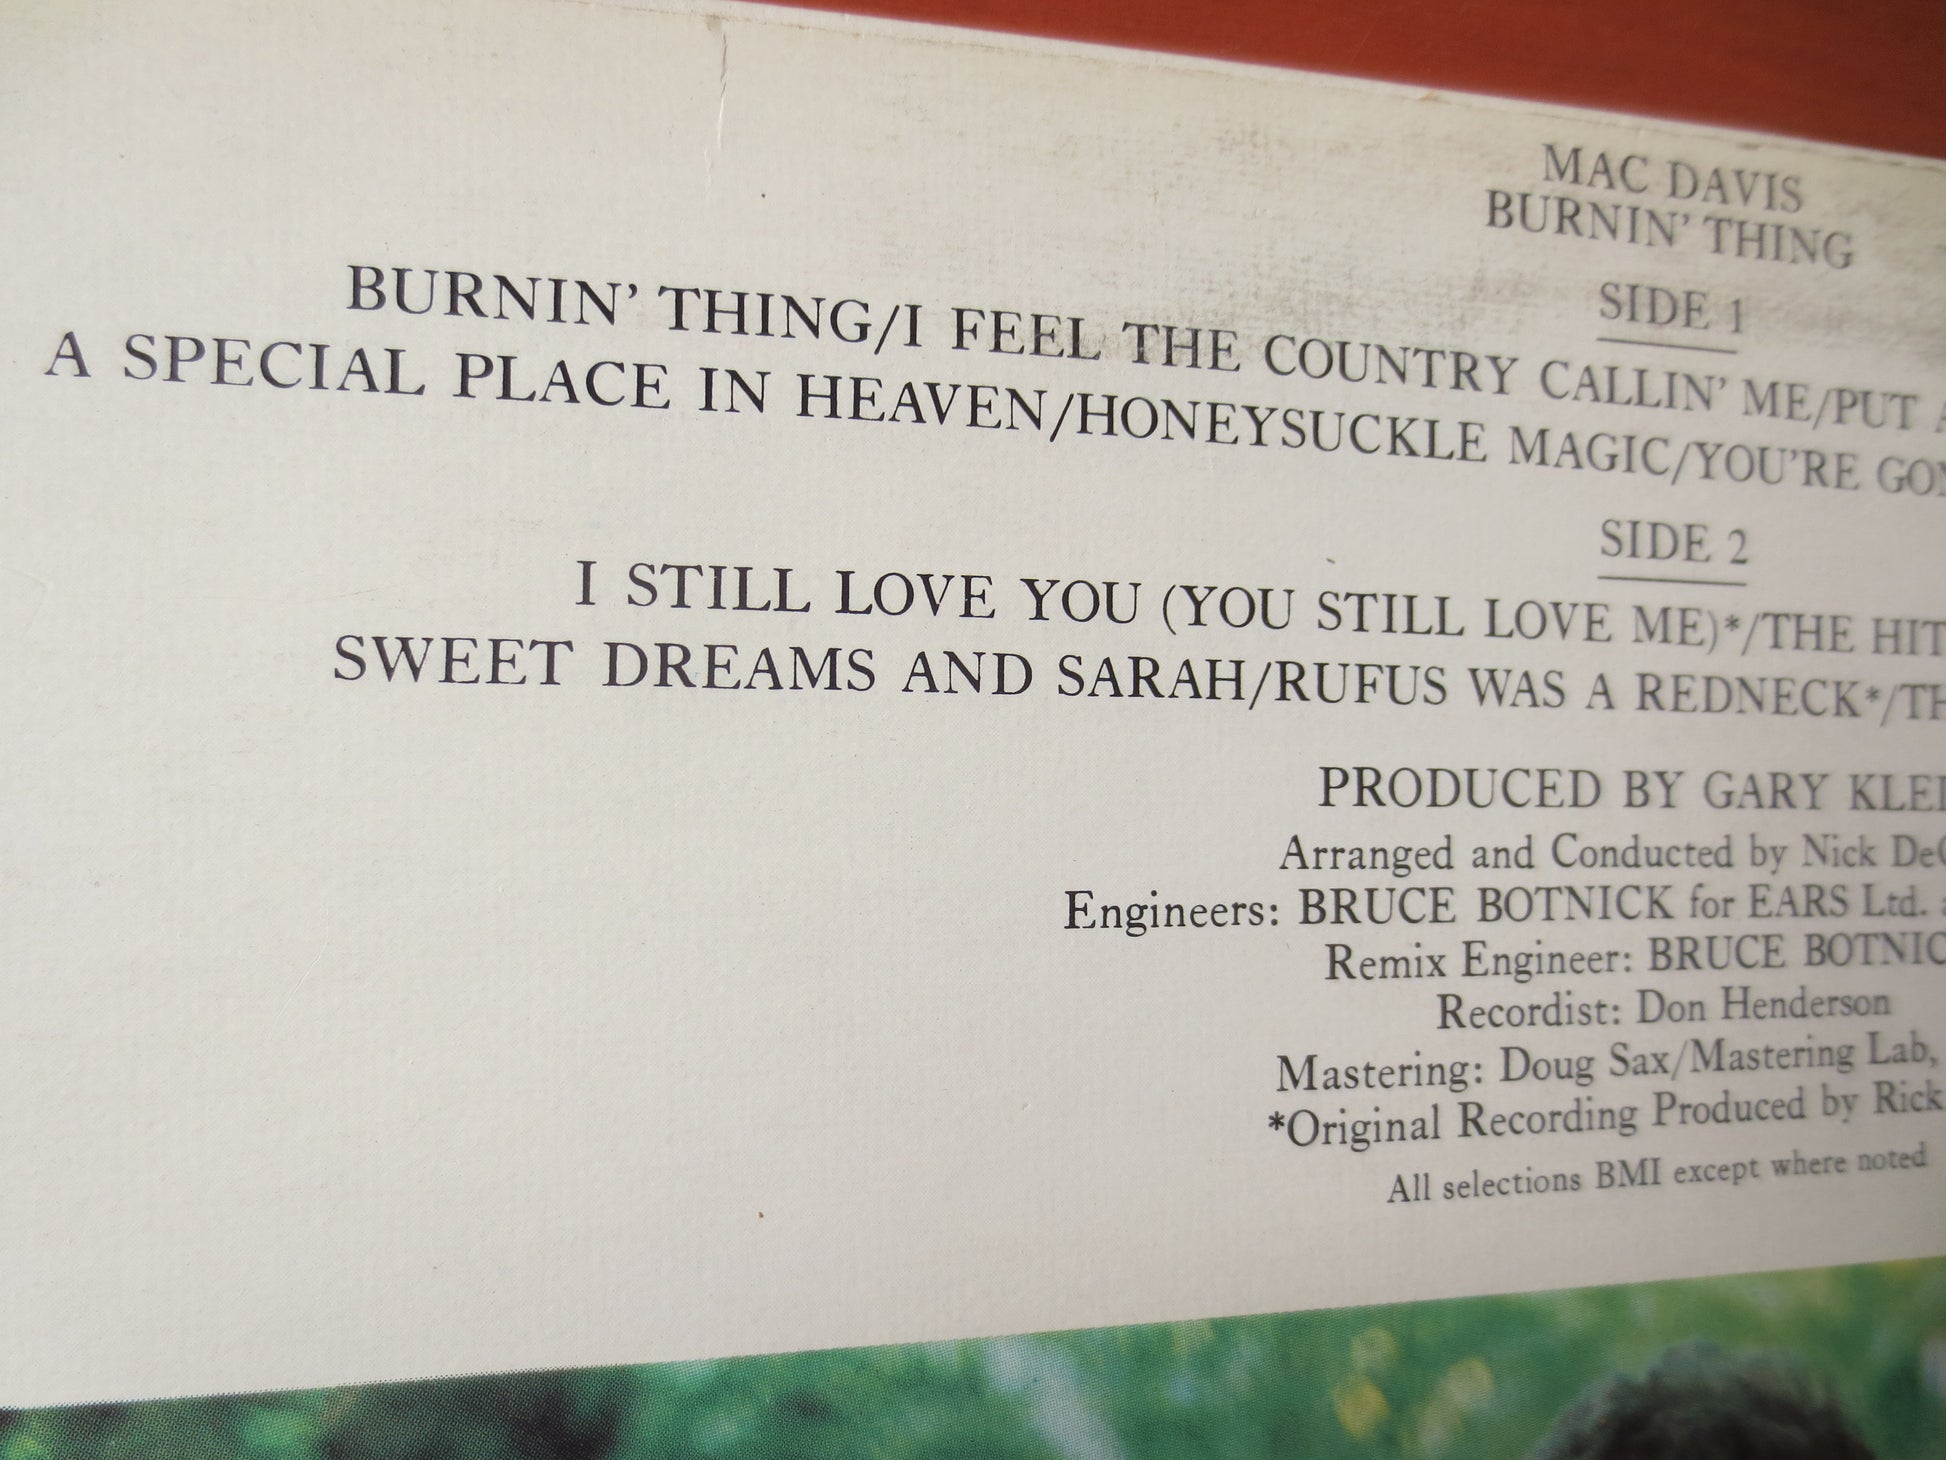 MAC DAVIS
BURNIN' THING
SIDE 1
BURNIN' THING/I FEEL THE COUNTRY CALLIN' ME/PUT
A SPECIAL PLACE IN HEAVEN/HONEYSUCKLE MAGIC/YOU'RE
SIDE 2
I STILL LOVE YOU (YOU STILL LOVE ME)*/THE HIT
SWEET DREAMS AND SARAH/RUFUS WAS A REDNECK*/
PRODUCED BY GARY
Arranged and Conducted by Nick
Engineers: BRUCE BOTNICK for EARS Ltd.
Remix Engineer: BRUCE
Recordist: Don Henderson
Mastering: Doug Sax/Mastering Lab,
*Original Recording Produced by Rick
All selections BMI except where noted